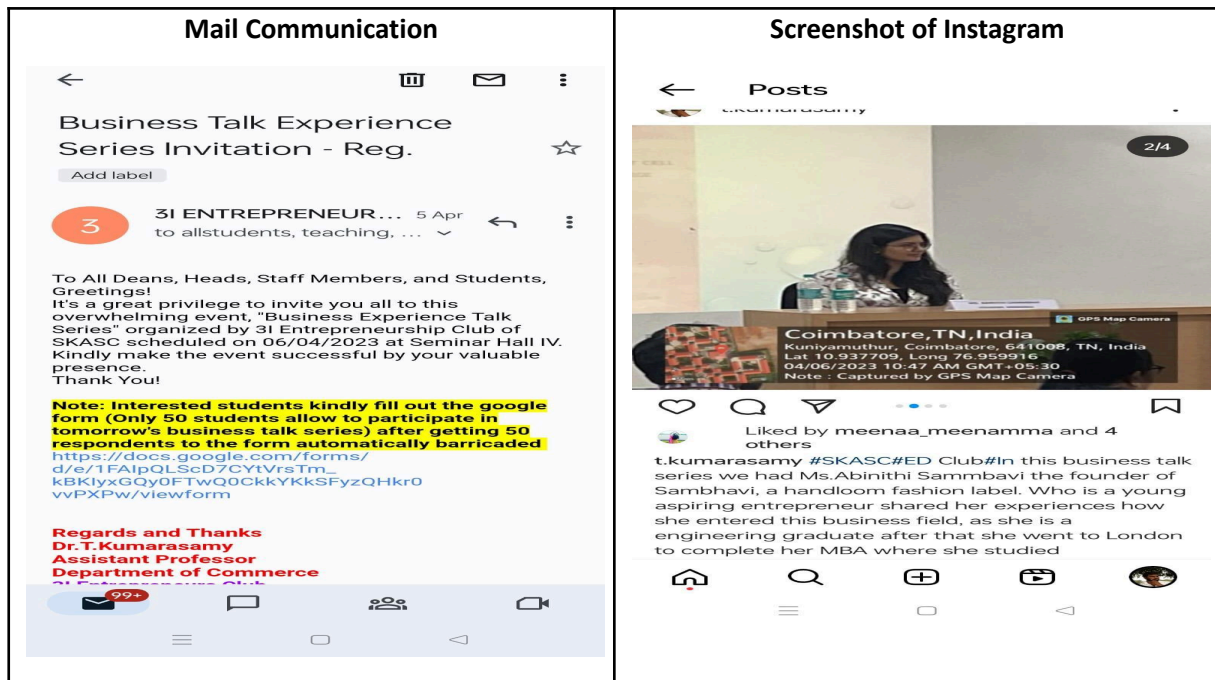 Mail Communication
Business Talk Experience
Series Invitation - Reg.
Add label
3
3I ENTREPRENEUR... 5 Apr
to allstudents, teaching, ...
To All Deans, Heads, Staff Members, and Students,
Greetings!
It's a great privilege to invite you all to this
overwhelming event, "Business Experience Talk
Series" organized by 3I Entrepreneurship Club of
SKASC scheduled on 06/04/2023 at Seminar Hall IV.
Kindly make the event successful by your valuable
presence.
Thank You!
Note: Interested students kindly fill out the google
form (Only 50 students allow to participate in
tomorrow's business talk series) after getting 50
respondents to the form automatically barricaded
https://docs.google.com/forms/
d/e/1FAIpQLScD7CYtVrsTm_
kBKIyxGQy0FTwQ0CkkYKkSFyzQHkr0
vvPXPw/viewform
Regards and Thanks
Dr.T.Kumarasamy
Assistant Professor
Department of Commerce
3I Entrepreneurs Club
99+
Screenshot of Instagram
Posts
t.kumarasamy
2/4
GPS Map Camera
Coimbatore,TN,India
Kuniyamuthur, Coimbatore, 641008, TN, India
Lat 10.937709, Long 76.959916
04/06/2023 10:47 AM GMT+05:30
Note : Captured by GPS Map Camera
Liked by meenaa_meenamma and 4
others
t.kumarasamy #SKASC#ED Club#In this business talk
series we had Ms.Abinithi Sammbavi the founder of
Sambhavi, a handloom fashion label. Who is a young
aspiring entrepreneur shared her experiences how
she entered this business field, as she is a
engineering graduate after that she went to London
to complete her MBA where she studied